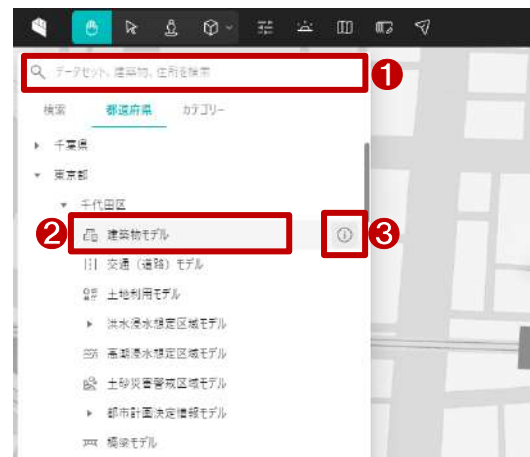 データセット、建築物、住所を検索
❶
検索 都道府県 カテゴリー
千葉県
東京都
千代田区
❷ 建築物モデル ❸
交通（道路）モデル
土地利用モデル
洪水浸水想定区域モデル
高潮浸水想定区域モデル
土砂災害警戒区域モデル
都市計画決定情報モデル
橋梁モデル